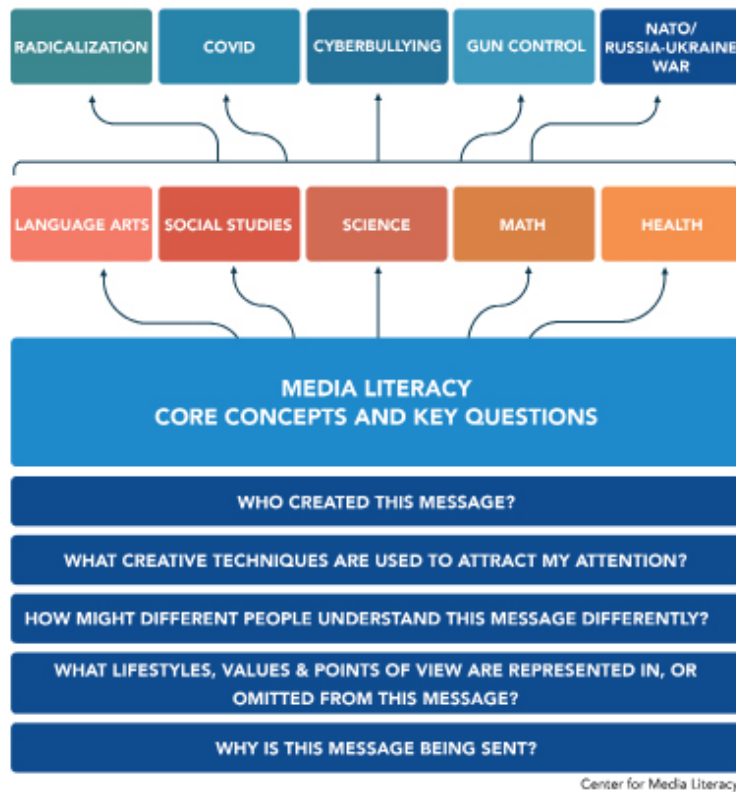 RADICALIZATION
COVID
CYBERBULLYING
GUN CONTROL
NATO/
RUSSIA-UKRAINE
WAR
LANGUAGE ARTS
SOCIAL STUDIES
SCIENCE
MATH
HEALTH
MEDIA LITERACY
CORE CONCEPTS AND KEY QUESTIONS
WHO CREATED THIS MESSAGE?
WHAT CREATIVE TECHNIQUES ARE USED TO ATTRACT MY ATTENTION?
HOW MIGHT DIFFERENT PEOPLE UNDERSTAND THIS MESSAGE DIFFERENTLY?
WHAT LIFESTYLES, VALUES & POINTS OF VIEW ARE REPRESENTED IN, OR
OMITTED FROM THIS MESSAGE?
WHY IS THIS MESSAGE BEING SENT?
Center for Media Literacy